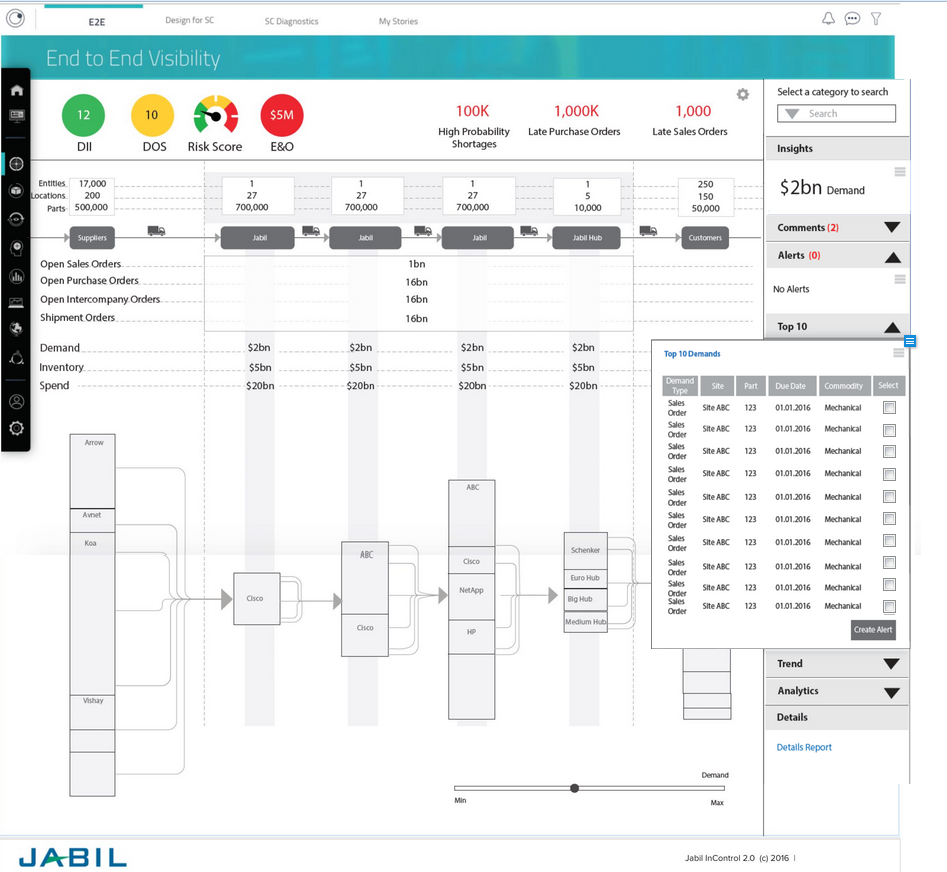 E2E Design for SC SC Diagnostics My Stories
End to End Visibility
12 10 $5M
DII DOS Risk Score E&O
100K 1,000K 1,000
High Probability Shortages Late Purchase Orders Late Sales Orders
Select a category to search
Search
Insights
$2bn Demand
Comments (2)
Alerts (0)
No Alerts
Top 10
Entities 17,000 1 1 1 1 250
Locations 200 27 27 27 5 150
Parts 500,000 700,000 700,000 700,000 10,000 50,000
Suppliers Jabil Jabil Jabil Jabil Hub Customers
Open Sales Orders 1bn
Open Purchase Orders 16bn
Open Intercompany Orders 16bn
Shipment Orders 16bn
Demand $2bn $2bn $2bn $2bn
Inventory $5bn $5bn $5bn $5bn
Spend $20bn $20bn $20bn $20bn
Arrow
Avnet
Koa
Vishay
Cisco
ABC
Cisco
ABC
Cisco
NetApp
HP
Schenker
Euro Hub
Big Hub
Medium Hub
Top 10 Demands
Demand Type Site Part Due Date Commodity Select
Sales Order Site ABC 123 01.01.2016 Mechanical
Sales Order Site ABC 123 01.01.2016 Mechanical
Sales Order Site ABC 123 01.01.2016 Mechanical
Sales Order Site ABC 123 01.01.2016 Mechanical
Sales Order Site ABC 123 01.01.2016 Mechanical
Sales Order Site ABC 123 01.01.2016 Mechanical
Sales Order Site ABC 123 01.01.2016 Mechanical
Sales Order Site ABC 123 01.01.2016 Mechanical
Sales Order Site ABC 123 01.01.2016 Mechanical
Sales Order Site ABC 123 01.01.2016 Mechanical
Create Alert
Trend
Analytics
Details
Details Report
Demand
Min Max
JABIL
Jabil InControl 2.0 (c) 2016 |